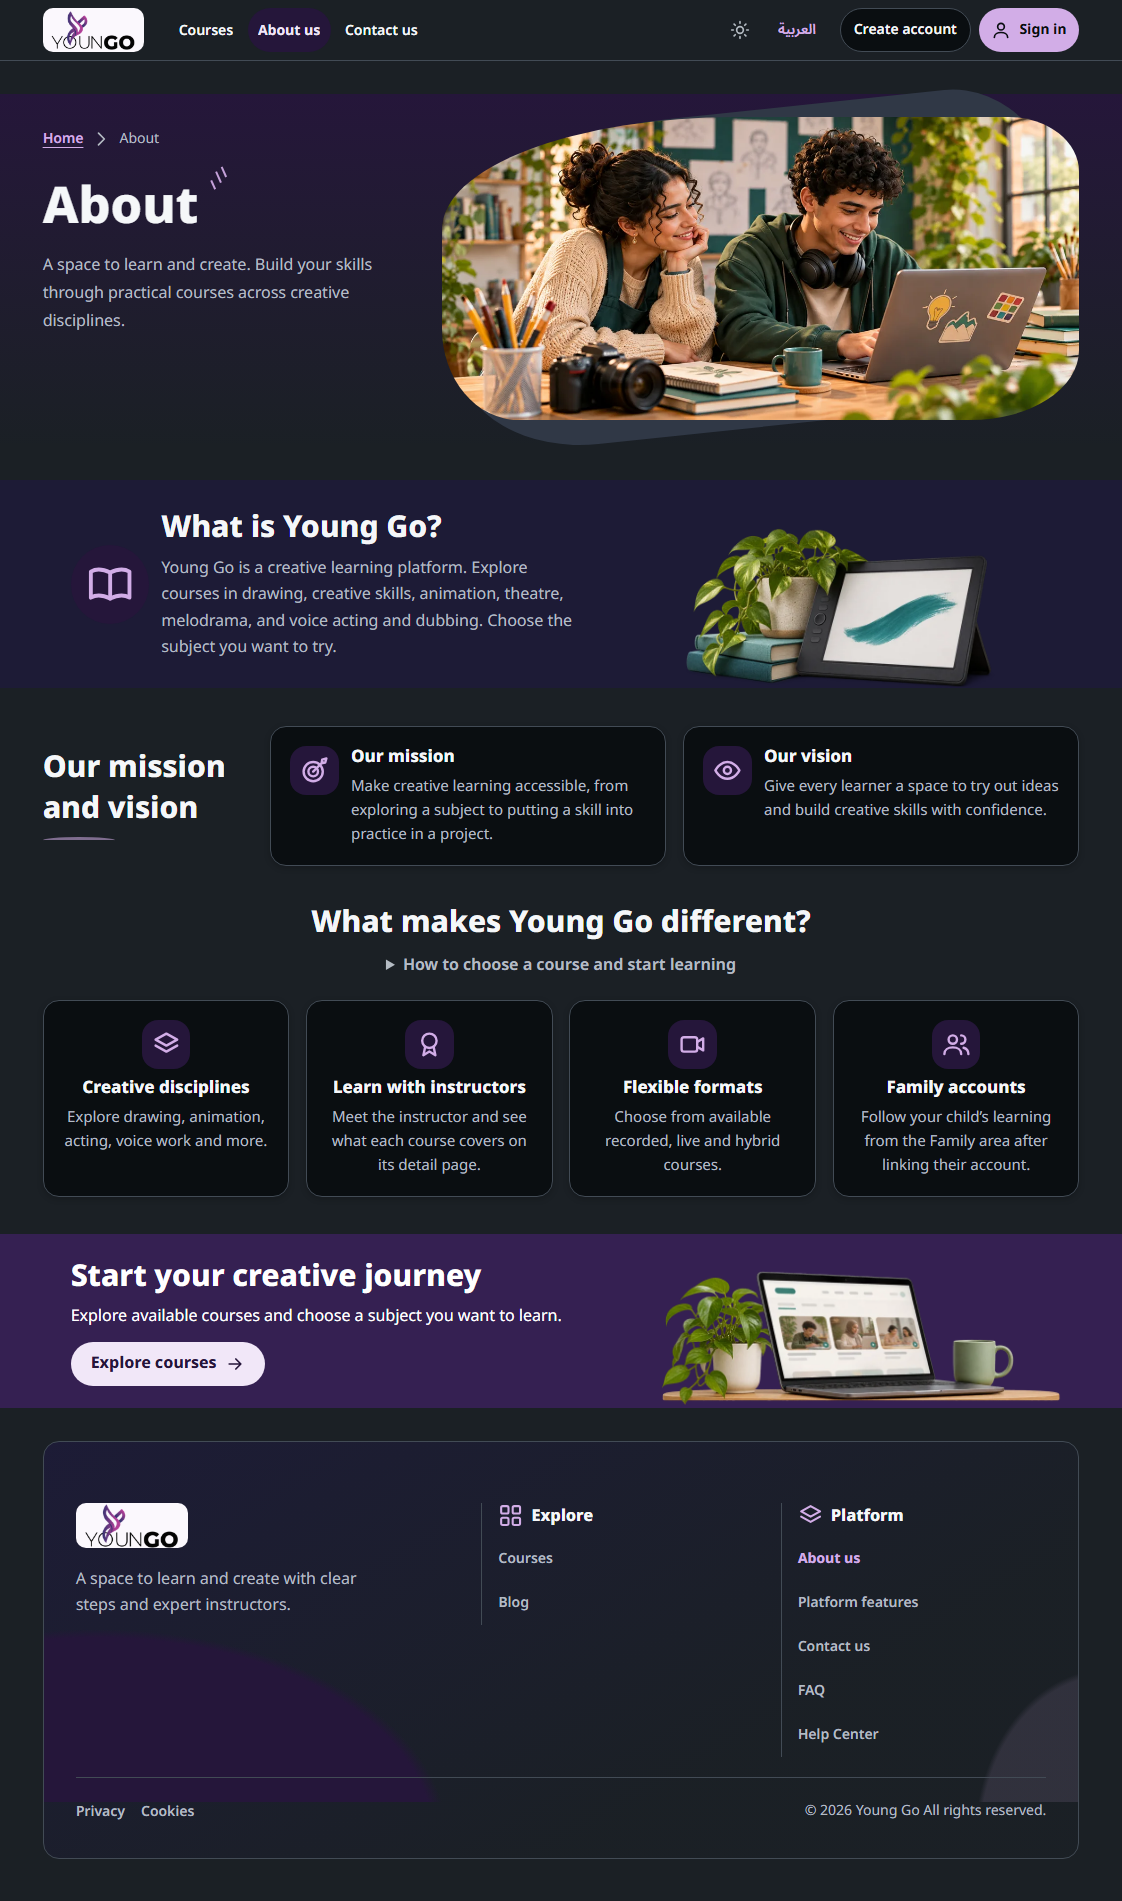 YOUNGO
Courses
About us
Contact us
العربية
Create account
Sign in
Home
About
About
A space to learn and create. Build your skills
through practical courses across creative
disciplines.
What is Young Go?
Young Go is a creative learning platform. Explore
courses in drawing, creative skills, animation, theatre,
melodrama, and voice acting and dubbing. Choose the
subject you want to try.
Our mission
and vision
Our mission
Make creative learning accessible, from
exploring a subject to putting a skill into
practice in a project.
Our vision
Give every learner a space to try out ideas
and build creative skills with confidence.
What makes Young Go different?
How to choose a course and start learning
Creative disciplines
Explore drawing, animation,
acting, voice work and more.
Learn with instructors
Meet the instructor and see
what each course covers on
its detail page.
Flexible formats
Choose from available
recorded, live and hybrid
courses.
Family accounts
Follow your child’s learning
from the Family area after
linking their account.
Start your creative journey
Explore available courses and choose a subject you want to learn.
Explore courses
YOUNGO
A space to learn and create with clear
steps and expert instructors.
Explore
Courses
Blog
Platform
About us
Platform features
Contact us
FAQ
Help Center
Privacy
Cookies
© 2026 Young Go All rights reserved.